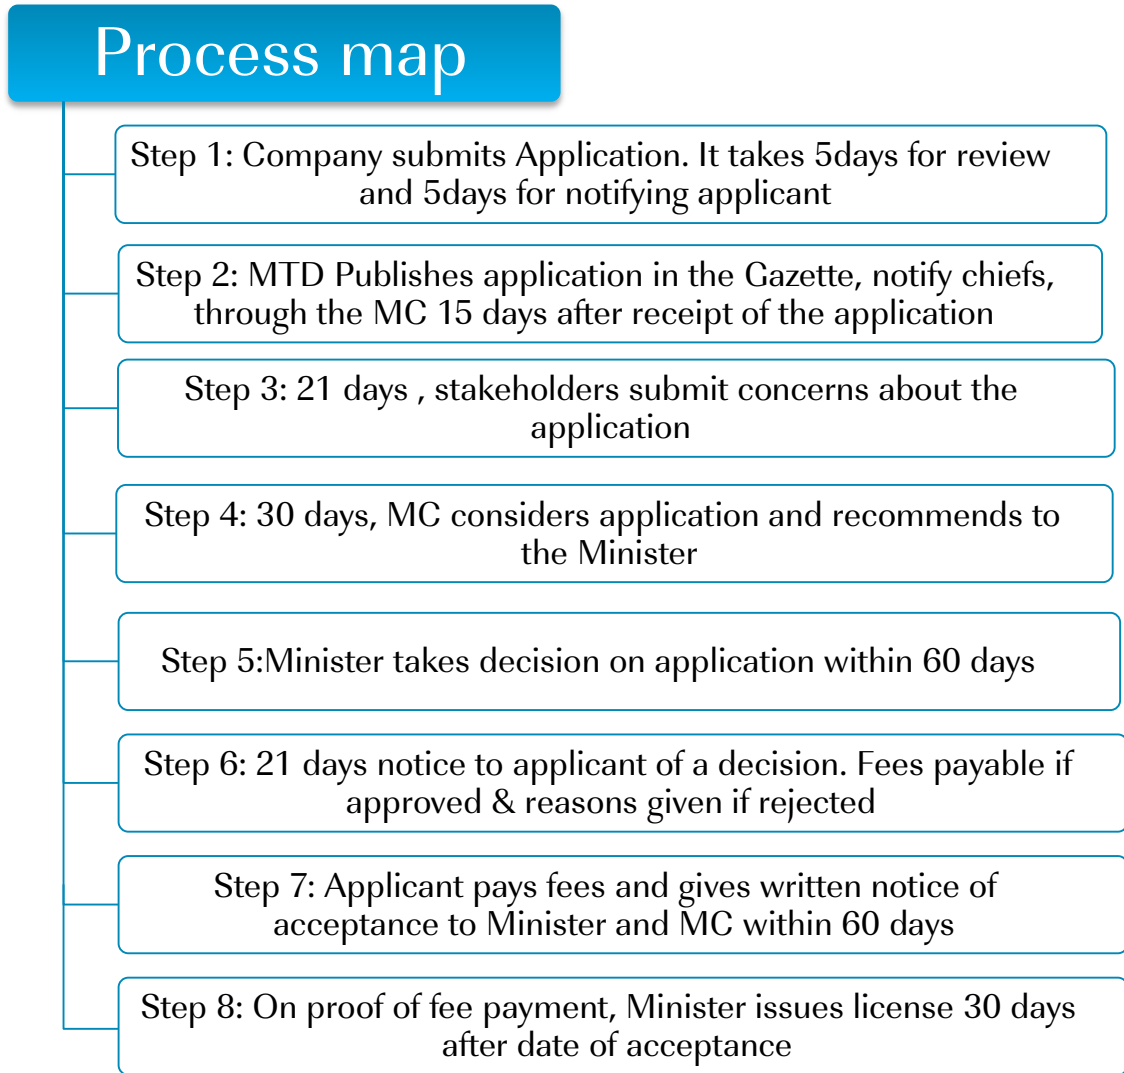 Process map
Step 1: Company submits Application. It takes 5days for review
and 5days for notifying applicant
Step 2: MTD Publishes application in the Gazette, notify chiefs,
through the MC 15 days after receipt of the application
Step 3: 21 days , stakeholders submit concerns about the
application
Step 4: 30 days, MC considers application and recommends to
the Minister
Step 5:Minister takes decision on application within 60 days
Step 6: 21 days notice to applicant of a decision. Fees payable if
approved & reasons given if rejected
Step 7: Applicant pays fees and gives written notice of
acceptance to Minister and MC within 60 days
Step 8: On proof of fee payment, Minister issues license 30 days
after date of acceptance